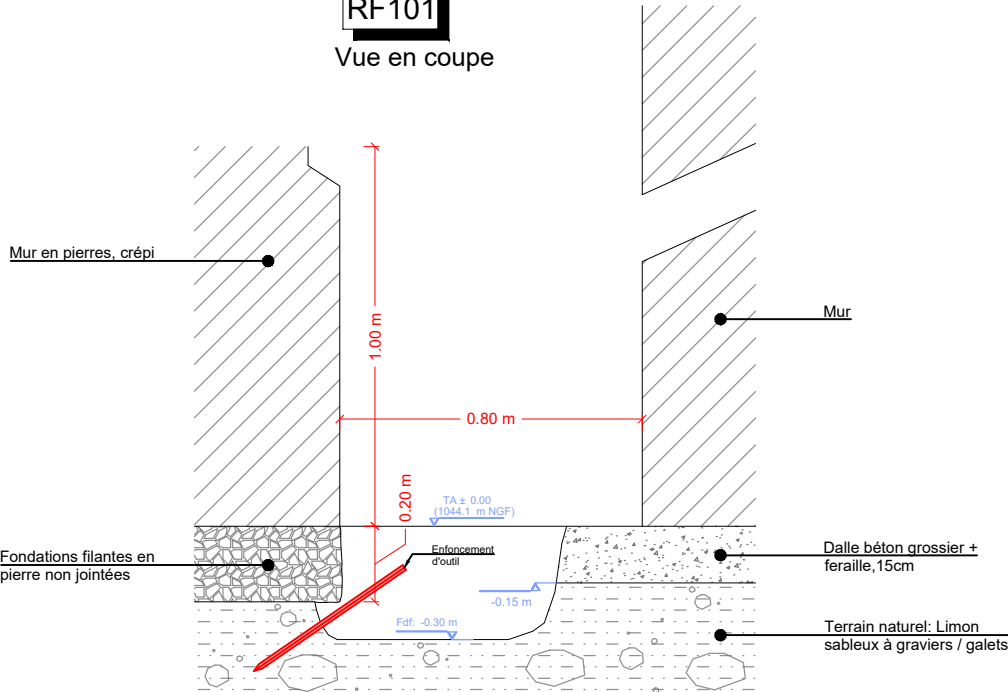 RF101
Vue en coupe
Mur en pierres, crépi
1.00 m
Mur
0.80 m
0.20 m
TA ± 0.00
(1044.1 m NGF)
Enfoncement
d'outil
Fondations filantes en
pierre non jointées
Dalle béton grossier +
feraille,15cm
-0.15 m
Fdf: -0.30 m
Terrain naturel: Limon
sableux à graviers / galets